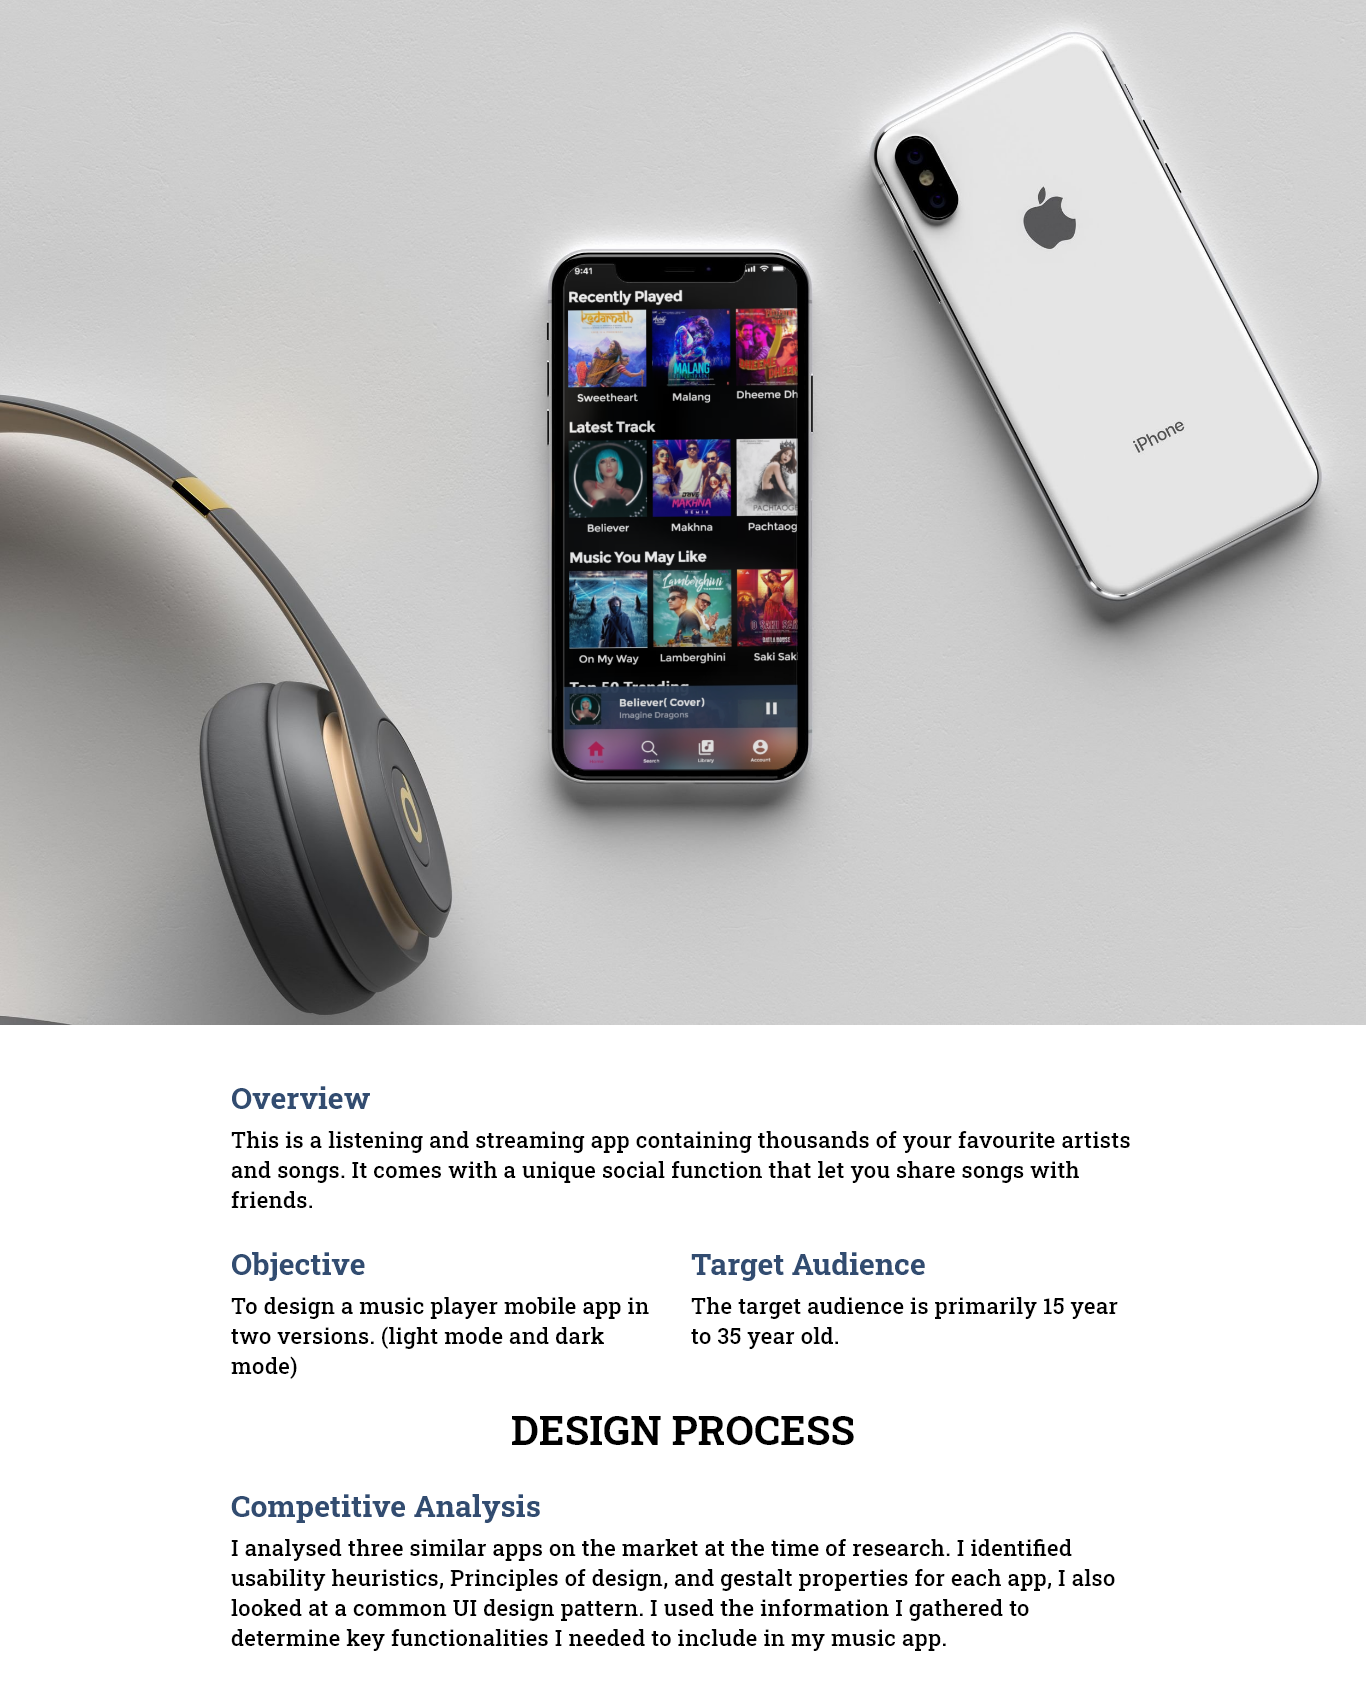 9:41
Recently Played
kedarnath
MALANG
Sweetheart
Malang
Dheeme Dh
Latest Track
MAKHNA
REMIX
PACHTAOGE
Believer
Makhna
Pachtaog
Music You May Like
Lamberghini
O SAKI SAKI
BATLA HOUSE
On My Way
Lamberghini
Saki Saki
Top 50 Trending
Believer( Cover)
Imagine Dragons
Search
Library
Account
iPhone
Overview
This is a listening and streaming app containing thousands of your favourite artists
and songs. It comes with a unique social function that let you share songs with
friends.
Objective
To design a music player mobile app in
two versions. (light mode and dark
mode)
Target Audience
The target audience is primarily 15 year
to 35 year old.
DESIGN PROCESS
Competitive Analysis
I analysed three similar apps on the market at the time of research. I identified
usability heuristics, Principles of design, and gestalt properties for each app, I also
looked at a common UI design pattern. I used the information I gathered to
determine key functionalities I needed to include in my music app.